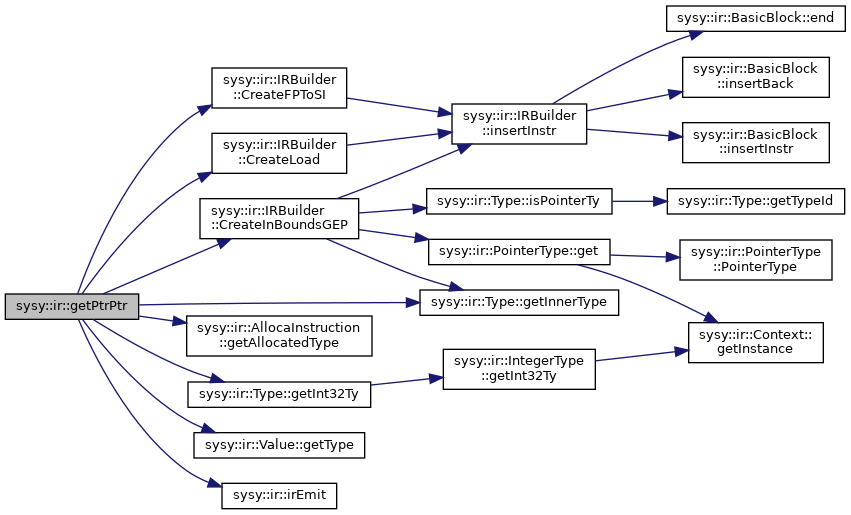 sysy::ir::BasicBlock::end
sysy::ir::BasicBlock
::insertBack
sysy::ir::IRBuilder
::CreateFPToSI
sysy::ir::IRBuilder
::insertInstr
sysy::ir::BasicBlock
::insertInstr
sysy::ir::IRBuilder
::CreateLoad
sysy::ir::IRBuilder
::CreateInBoundsGEP
sysy::ir::Type::isPointerTy
sysy::ir::Type::getTypeId
sysy::ir::PointerType::get
sysy::ir::PointerType
::PointerType
sysy::ir::getPtrPtr
sysy::ir::Type::getInnerType
sysy::ir::AllocaInstruction
::getAllocatedType
sysy::ir::Context::
getInstance
sysy::ir::IntegerType
::getInt32Ty
sysy::ir::Type::getInt32Ty
sysy::ir::Value::getType
sysy::ir::irEmit